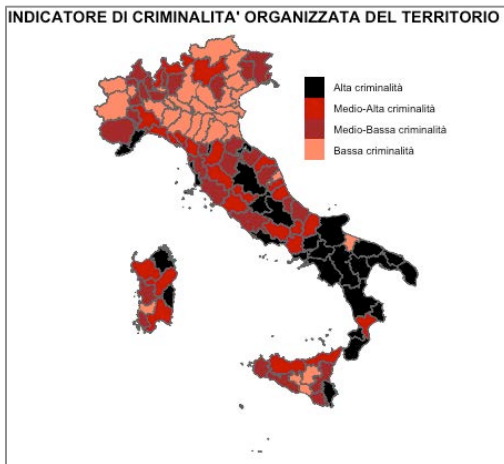 INDICATORE DI CRIMINALITA' ORGANIZZATA DEL TERRITORIO
Alta criminalità
Medio-Alta criminalità
Medio-Bassa criminalità
Bassa criminalità